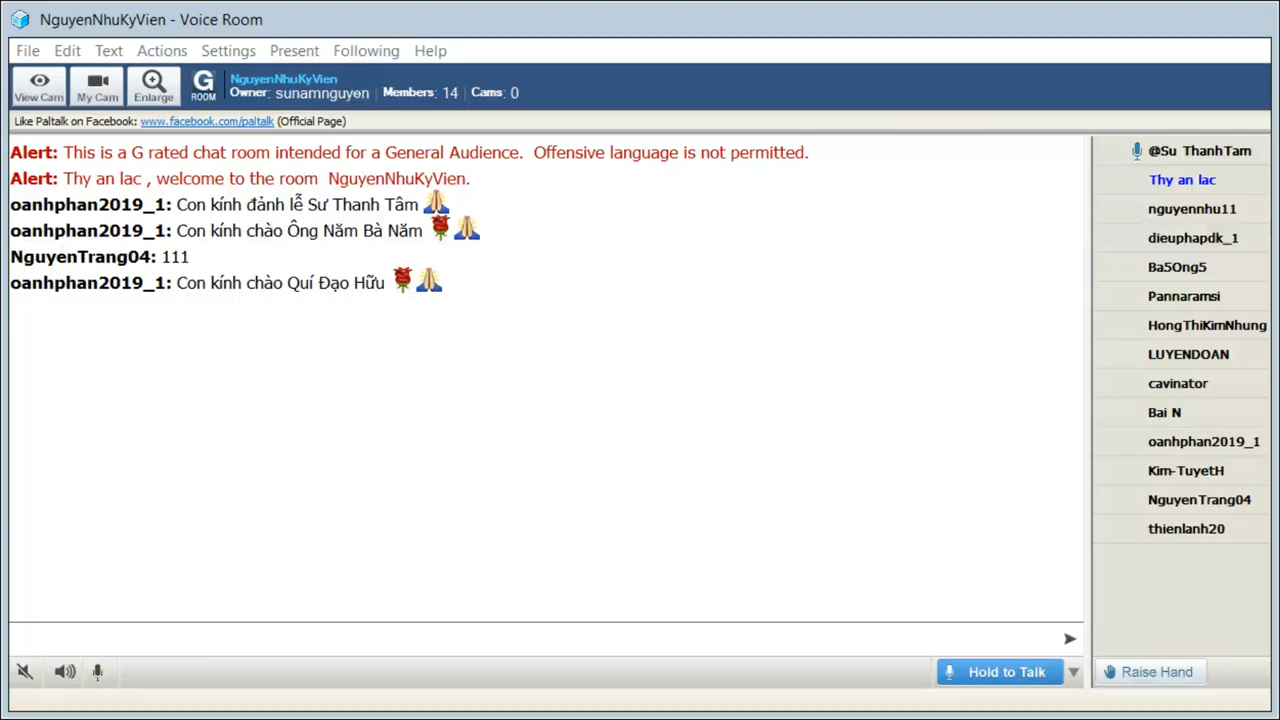 NguyenNhuKyVien - Voice Room
File Edit Text Actions Settings Present Following Help
View Cam
My Cam
Enlarge
G
ROOM
NguyenNhuKyVien
Owner: sunamnguyen Members: 14 Cams: 0
Like Paltalk on Facebook: www.facebook.com/paltalk (Official Page)
Alert: This is a G rated chat room intended for a General Audience. Offensive language is not permitted.
Alert: Thy an lac , welcome to the room NguyenNhuKyVien.
oanhphan2019_1: Con kính đảnh lễ Sư Thanh Tâm
oanhphan2019_1: Con kính chào Ông Năm Bà Năm
NguyenTrang04: 111
oanhphan2019_1: Con kính chào Quí Đạo Hữu
@Su ThanhTam
Thy an lac
nguyennhu11
dieuphapdk_1
Ba5Ong5
Pannaramsi
HongThiKimNhung
LUYENDOAN
cavinator
Bai N
oanhphan2019_1
Kim-TuyetH
NguyenTrang04
thienlanh20
Hold to Talk
Raise Hand